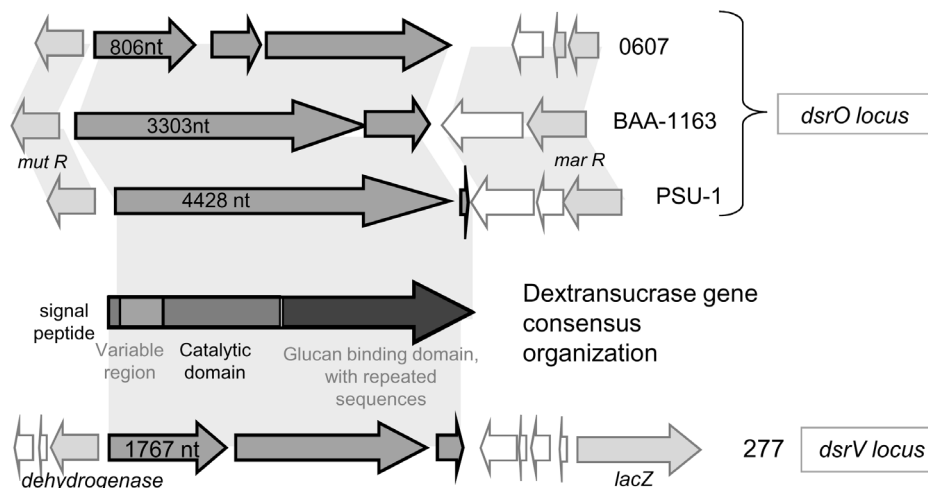 806nt
0607
3303nt
BAA-1163
dsrO locus
mut R
mar R
4428 nt
PSU-1
signal
peptide
Variable
region
Catalytic
domain
Glucan binding domain,
with repeated
sequences
Dextransucrase gene
consensus
organization
1767 nt
277
dsrV locus
dehydrogenase
lacZ